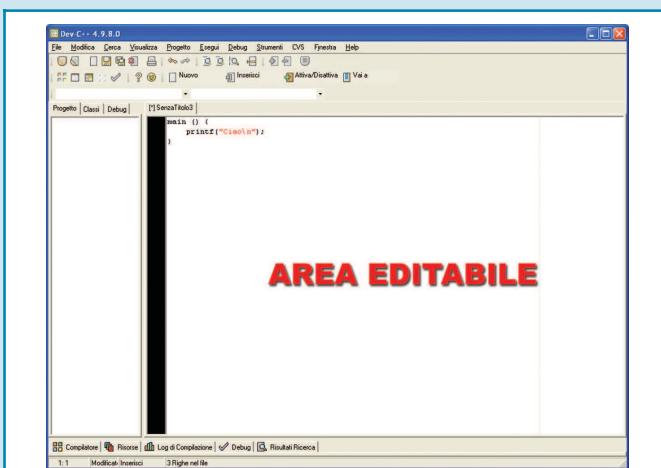 Dev-C++ 4.9.8.0
File Modifica Cerca Visualizza Progetto Esegui Debug Strumenti CVS Finestra Help
Nuovo Inserisci Attiva/Disattiva Vai a
Progetto Classi Debug [*] SenzaTitolo3
main () {
printf("Ciao\n");
}
AREA EDITABILE
Compilatore Risorse Log di Compilazione Debug Risultati Ricerca
1: 1 Modificat Inserisci 3 Righe nel file